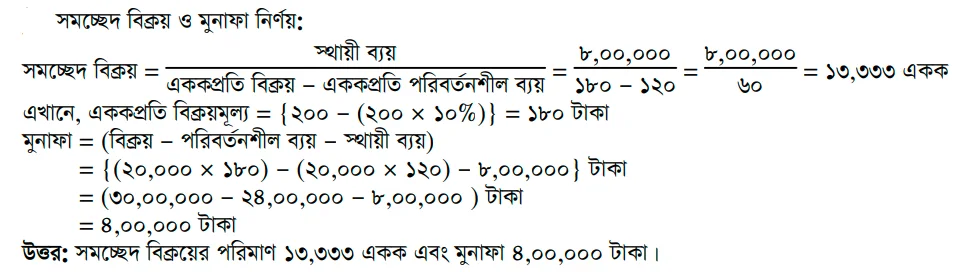 সমচ্ছেদ বিক্রয় ও মুনাফা নির্ণয়:
সমচ্ছেদ বিক্রয় = স্থায়ী ব্যয় / এককপ্রতি বিক্রয় – এককপ্রতি পরিবর্তনশীল ব্যয় = ৮,০০,০০০ / ১৮০ – ১২০ = ৮,০০,০০০ / ৬০ = ১৩,৩৩৩ একক
এখানে, এককপ্রতি বিক্রয়মূল্য = {২০০ – (২০০ × ১০%)} = ১৮০ টাকা
মুনাফা = (বিক্রয় – পরিবর্তনশীল ব্যয় – স্থায়ী ব্যয়)
= {(২০,০০০ × ১৮০) – (২০,০০০ × ১২০) – ৮,০০,০০০} টাকা
= (৩০,০০,০০০ – ২৪,০০,০০০ – ৮,০০,০০০ ) টাকা
= ৪,০০,০০০ টাকা
উত্তর: সমচ্ছেদ বিক্রয়ের পরিমাণ ১৩,৩৩৩ একক এবং মুনাফা ৪,০০,০০০ টাকা।